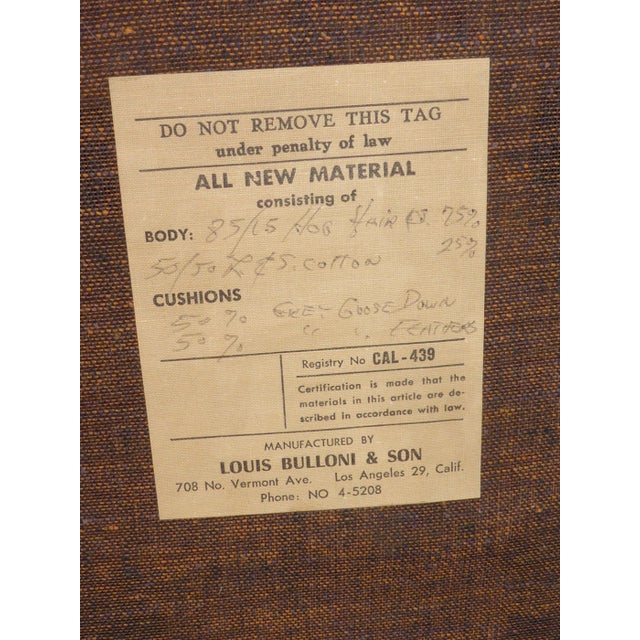 DO NOT REMOVE THIS TAG
under penalty of law
ALL NEW MATERIAL
consisting of
BODY: 85/15 HOG HAIR 75%
50/50 L & S. COTTON 25%
CUSHIONS
50% GREY GOOSE DOWN
50% " " FEATHERS
Registry No CAL-439
Certification is made that the
materials in this article are de-
scribed in accordance with law.
MANUFACTURED BY
LOUIS BULLONI & SON
708 No. Vermont Ave. Los Angeles 29, Calif.
Phone: NO 4-5208